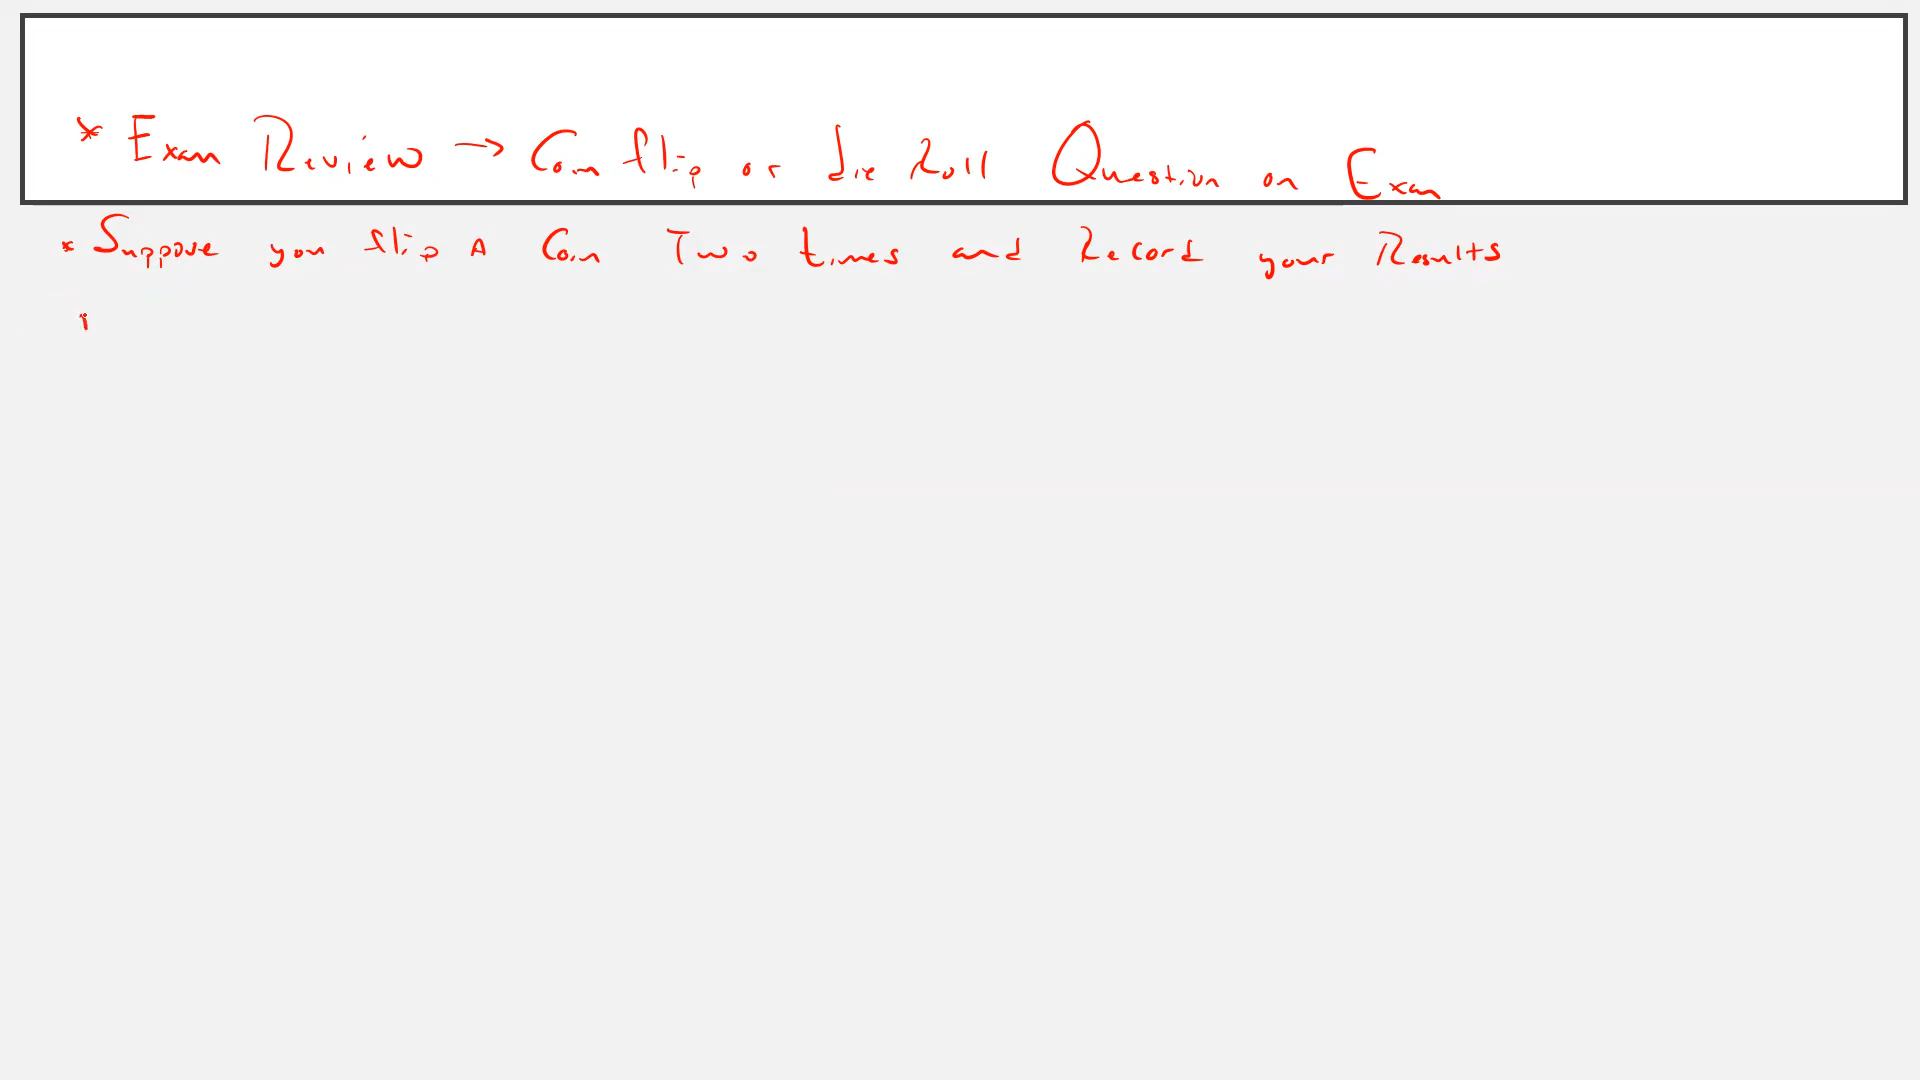 * Exam Review → Coin flip or die Roll Question on Exam
* Suppose you flip A Coin Two times and Record your Results